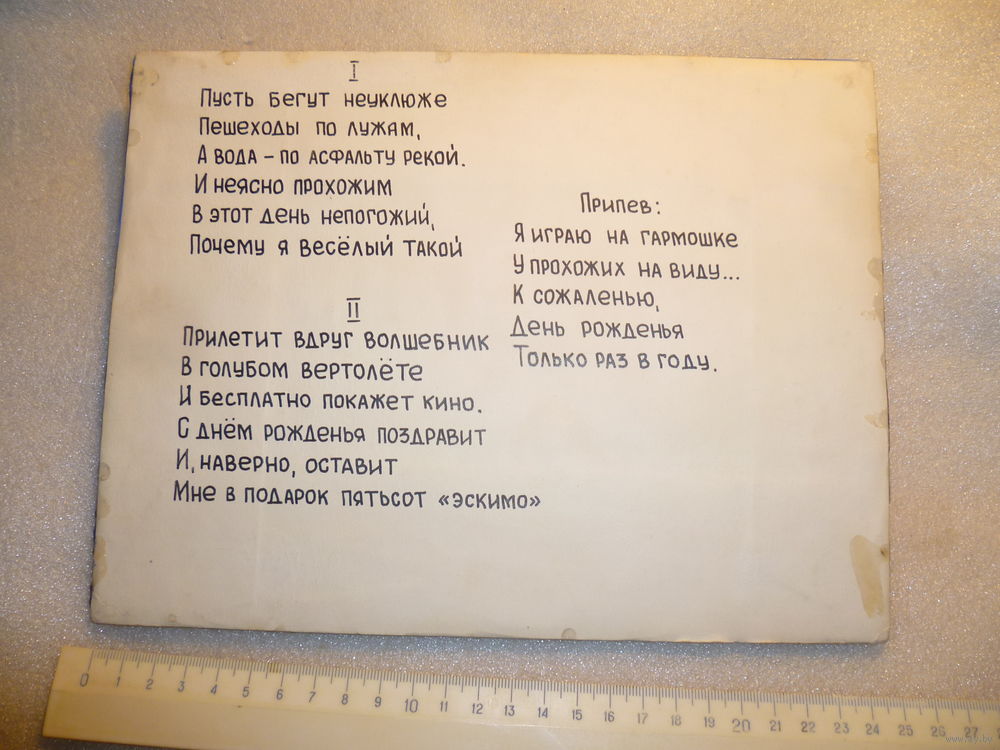 I
Пусть бегут неуклюже
Пешеходы по лужам,
А вода – по асфальту рекой.
И неясно прохожим
В этот день непогожий,
Почему я весёлый такой
II
Прилетит вдруг волшебник
В голубом вертолёте
И бесплатно покажет кино.
С днём рожденья поздравит
И, наверно, оставит
Мне в подарок пятьсот «эскимо»
Припев:
Я играю на гармошке
У прохожих на виду...
К сожаленью,
День рожденья
Только раз в году.
0 1 2 3 4 5 6 7 8 9 10 11 12 13 14 15 16 17 18 19 20 21 22 23 24 25 26 27